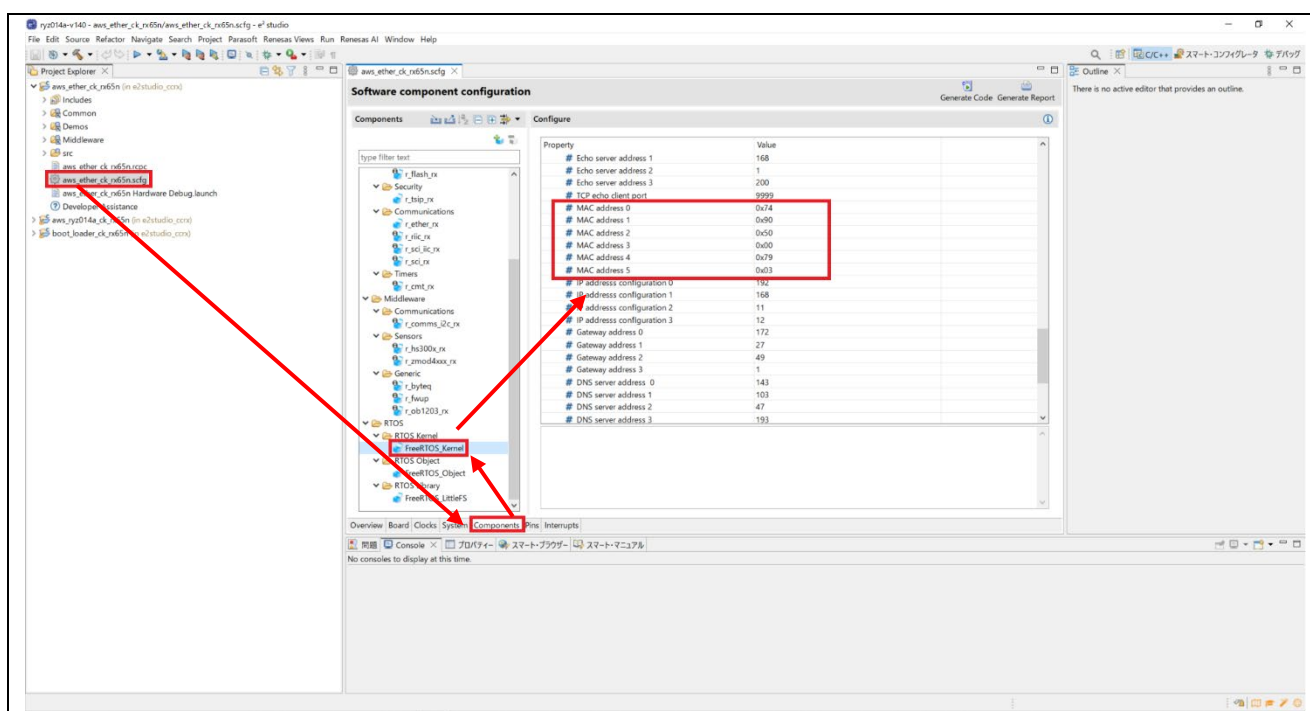 ryz014a-v140 - aws_ether_ck_rx65n/aws_ether_ck_rx65n.scfg - e² studio
File Edit Source Refactor Navigate Search Project Parasoft Renesas Views Run Renesas AI Window Help
C/C++ スマート・コンフィグレータ デバッグ
Project Explorer
aws_ether_ck_rx65n (in e2studio_ccrx)
Includes
Common
Demos
Middleware
src
aws_ether_ck_rx65n.rcpc
aws_ether_ck_rx65n.scfg
aws_ether_ck_rx65n Hardware Debug.launch
Developer Assistance
aws_ryz014a_ck_rx65n (in e2studio_ccrx)
boot_loader_ck_rx65n (in e2studio_ccrx)
aws_ether_ck_rx65n.scfg
Software component configuration
Generate Code Generate Report
Components
type filter text
r_flash_rx
Security
r_tsip_rx
Communications
r_ether_rx
r_riic_rx
r_sci_iic_rx
r_sci_rx
Timers
r_cmt_rx
Middleware
Communications
r_comms_i2c_rx
Sensors
r_hs300x_rx
r_zmod4xxx_rx
Generic
r_byteq
r_fwup
r_ob1203_rx
RTOS
RTOS Kernel
FreeRTOS_Kernel
RTOS Object
FreeRTOS_Object
RTOS Library
FreeRTOS_LittleFS
Configure
Property Value
# Echo server address 1 168
# Echo server address 2 1
# Echo server address 3 200
# TCP echo client port 9999
# MAC address 0 0x74
# MAC address 1 0x90
# MAC address 2 0x50
# MAC address 3 0x00
# MAC address 4 0x79
# MAC address 5 0x03
# IP addresss configuration 0 192
# IP addresss configuration 1 168
# IP addresss configuration 2 11
# IP addresss configuration 3 12
# Gateway address 0 172
# Gateway address 1 27
# Gateway address 2 49
# Gateway address 3 1
# DNS server address 0 143
# DNS server address 1 103
# DNS server address 2 47
# DNS server address 3 193
Overview Board Clocks System Components Pins Interrupts
Outline
There is no active editor that provides an outline.
問題 Console プロパティー スマート・ブラウザー スマート・マニュアル
No consoles to display at this time.